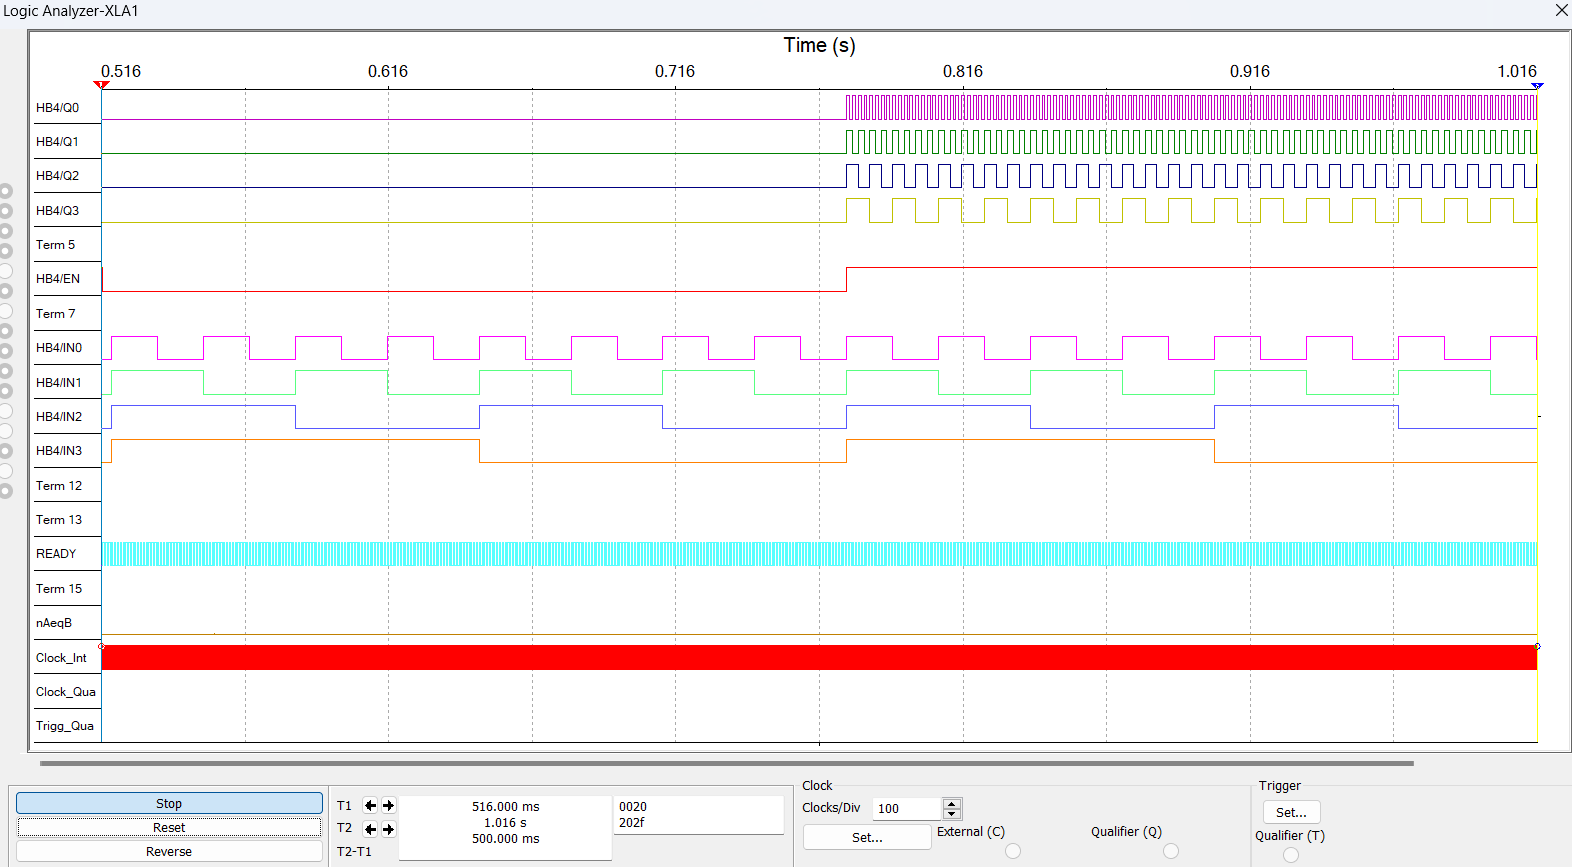 Logic Analyzer-XLA1
Time (s)
0.516 0.616 0.716 0.816 0.916 1.016
HB4/Q0
HB4/Q1
HB4/Q2
HB4/Q3
Term 5
HB4/EN
Term 7
HB4/IN0
HB4/IN1
HB4/IN2
HB4/IN3
Term 12
Term 13
READY
Term 15
nAeqB
Clock_Int
Clock_Qua
Trigg_Qua
Stop
Reset
Reverse
T1
T2
T2-T1
516.000 ms
1.016 s
500.000 ms
0020
202f
Clock
Clocks/Div 100
Set...
External (C)
Qualifier (Q)
Trigger
Set...
Qualifier (T)